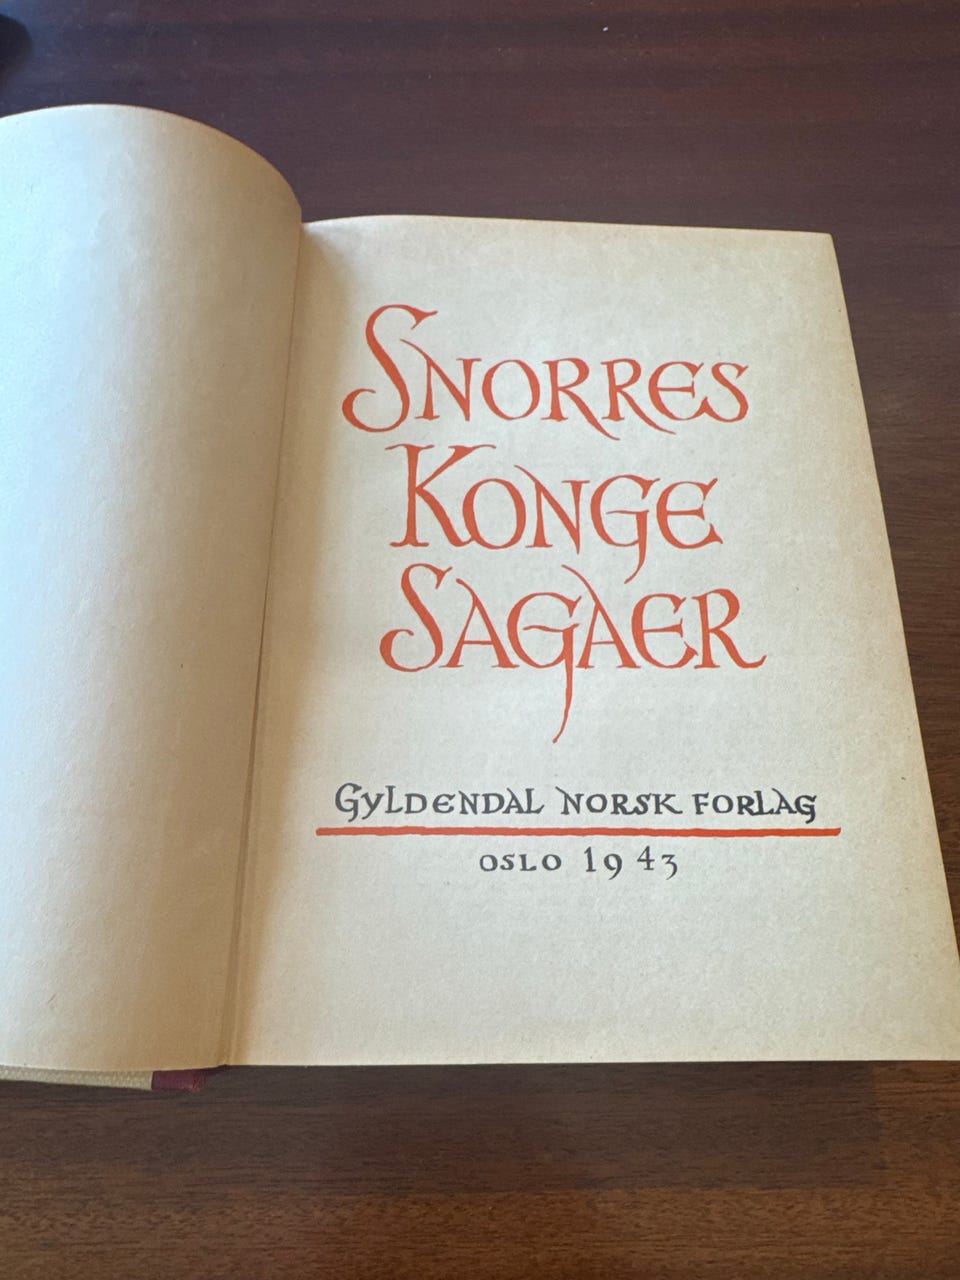 SNORRES
KONGE
SAGAER
GYLDENDAL NORSK FORLAG
OSLO 1943